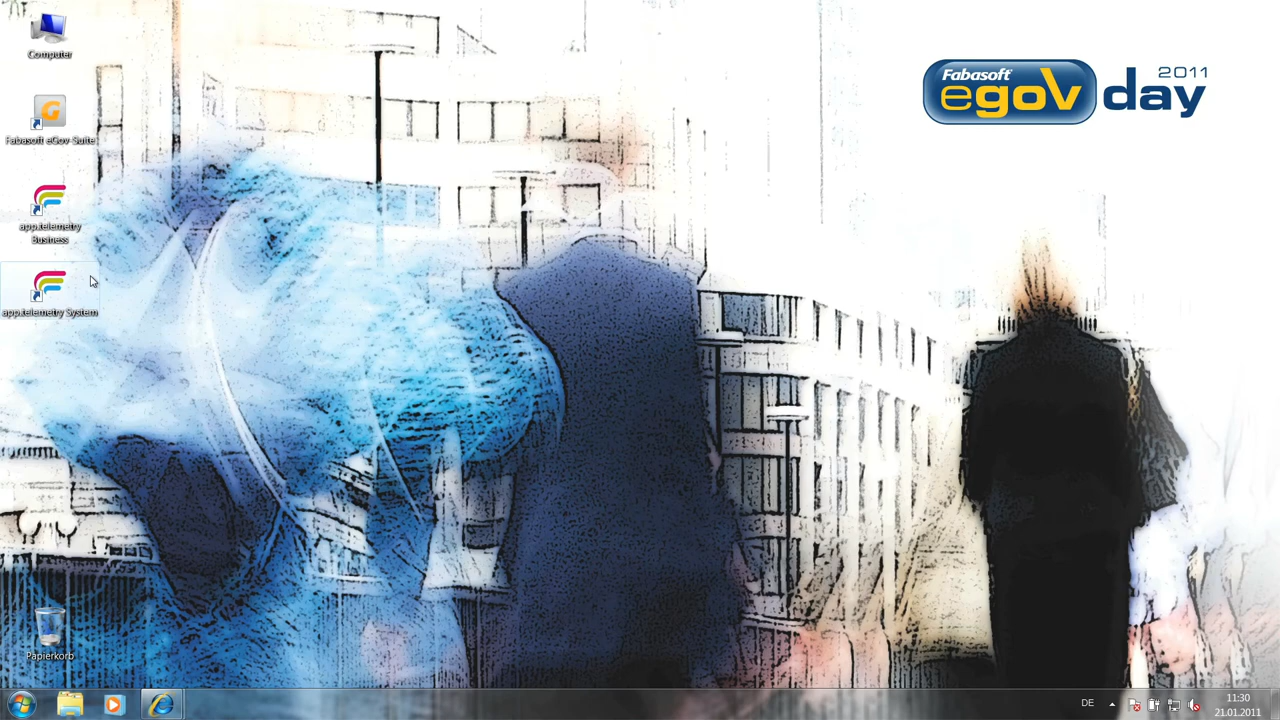 Computer
Fabasoft eGov-Suite
app.telemetry
Business
app.telemetry System
Papierkorb
Fabasoft
egov day 2011
DE
11:30
21.01.2011